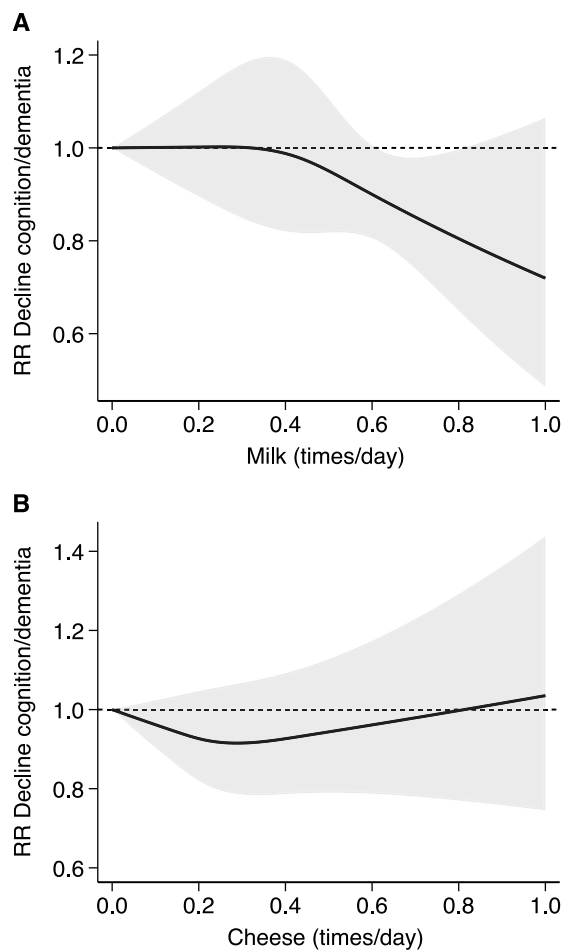 A
RR Decline cognition/dementia
1.2
1.0
0.8
0.6
0.0 0.2 0.4 0.6 0.8 1.0
Milk (times/day)
B
RR Decline cognition/dementia
1.4
1.2
1.0
0.8
0.6
0.0 0.2 0.4 0.6 0.8 1.0
Cheese (times/day)